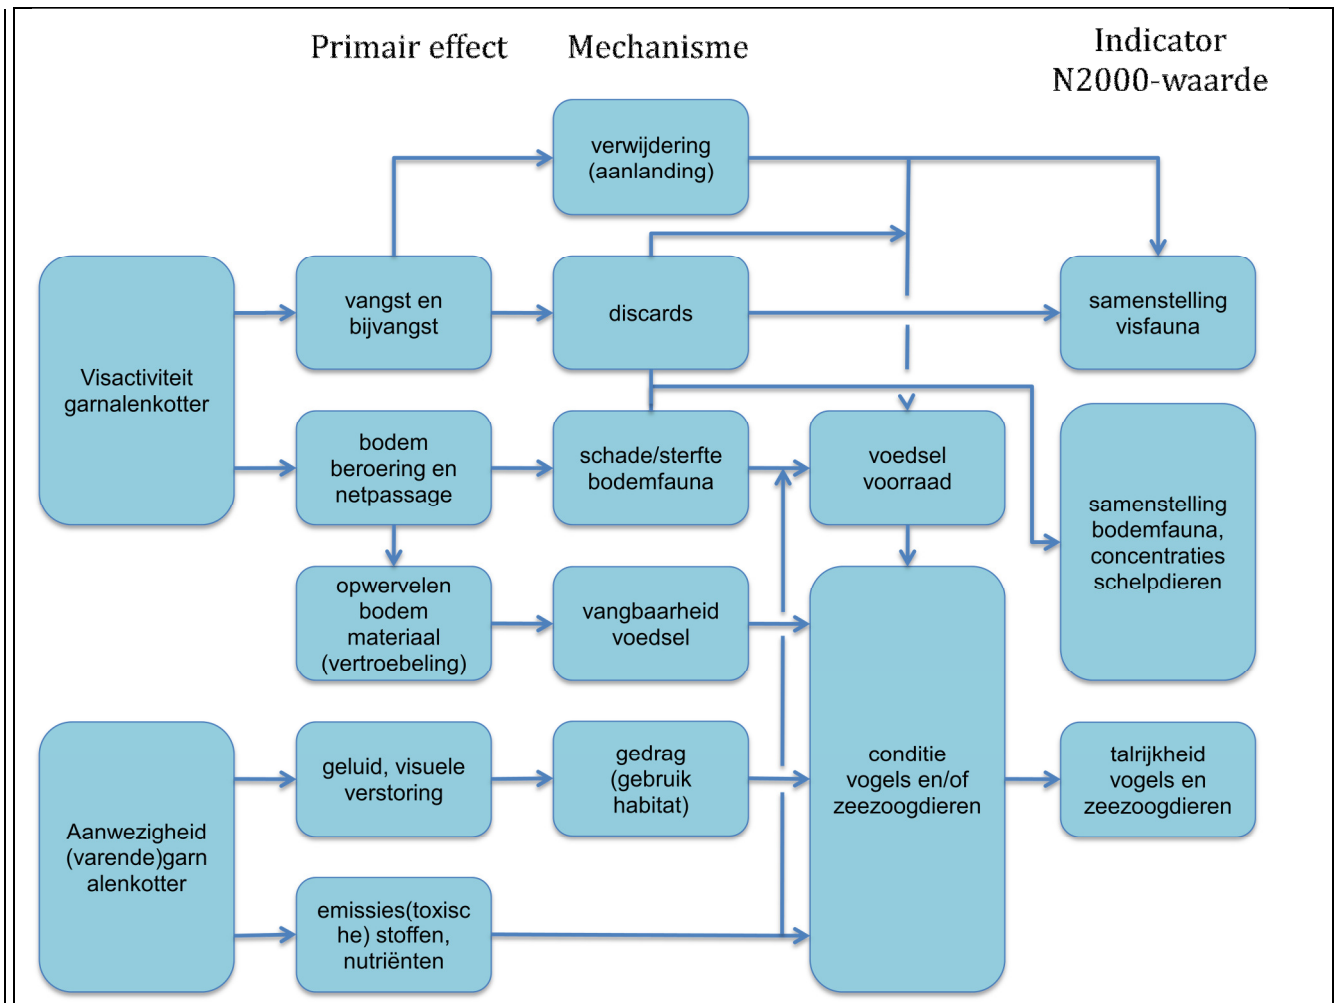 Primair effect
Mechanisme
Indicator
N2000-waarde
verwijdering
(aanlanding)
Visactiviteit
garnalenkotter
vangst en
bijvangst
discards
samenstelling
visfauna
bodem
beroering en
netpassage
schade/sterfte
bodemfauna
voedsel
voorraad
samenstelling
bodemfauna,
concentraties
schelpdieren
opwervelen
bodem
materiaal
(vertroebeling)
vangbaarheid
voedsel
Aanwezigheid
(varende)garn
alenkotter
geluid, visuele
verstoring
gedrag
(gebruik
habitat)
conditie
vogels en/of
zeezoogdieren
talrijkheid
vogels en
zeezoogdieren
emissies(toxisc
he) stoffen,
nutriënten